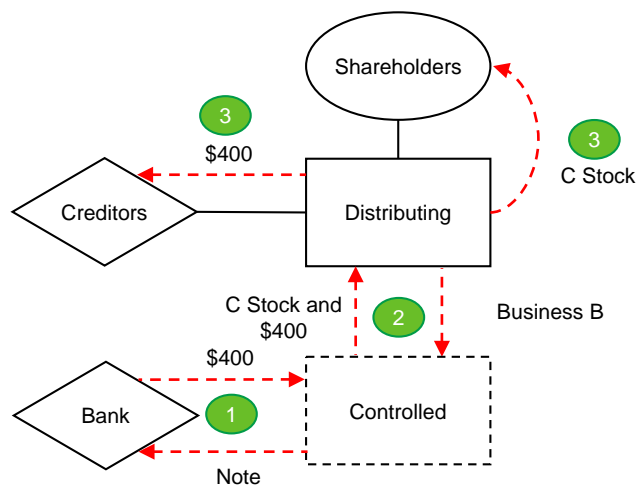 Shareholders
3
$400
3
C Stock
Creditors
Distributing
C Stock and
$400
2
Business B
$400
Bank
1
Controlled
Note